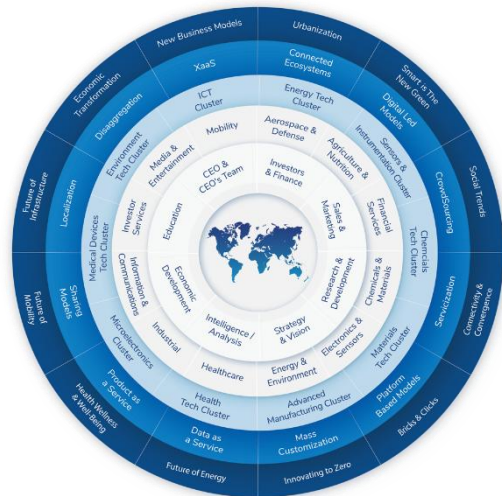 New Business Models
Urbanization
Smart is The
New Green
Social Trends
Connectivity &
Convergence
Bricks & Clicks
Innovating to Zero
Future of Energy
Health Wellness
& Well-Being
Future of
Mobility
Future of
Infrastructure
Economic
Transformation
XaaS
Connected
Ecosystems
Digital Led
Models
CrowdSourcing
Servicization
Platform
Based Models
Mass
Customization
Data as
a Service
Product as
a Service
Sharing
Models
Localization
Disaggregation
ICT
Cluster
Energy Tech
Cluster
Sensors &
Instrumentation Cluster
Chemcials
Tech Cluster
Materials
Tech Cluster
Advanced
Manufacturing Cluster
Health
Tech Cluster
Microelectronics
Cluster
Medical Devices
Tech Cluster
Environment
Tech Cluster
Mobility
Aerospace &
Defense
Agriculture &
Nutrition
Financial
Services
Chemicals &
Materials
Electronics &
Sensors
Energy &
Environment
Healthcare
Industrial
Information &
Communications
Investor
Services
Media &
Entertainment
CEO &
CEO's Team
Investors
& Finance
Sales &
Marketing
Research &
Development
Strategy
& Vision
Intelligence /
Analysis
Economic
Development
Education